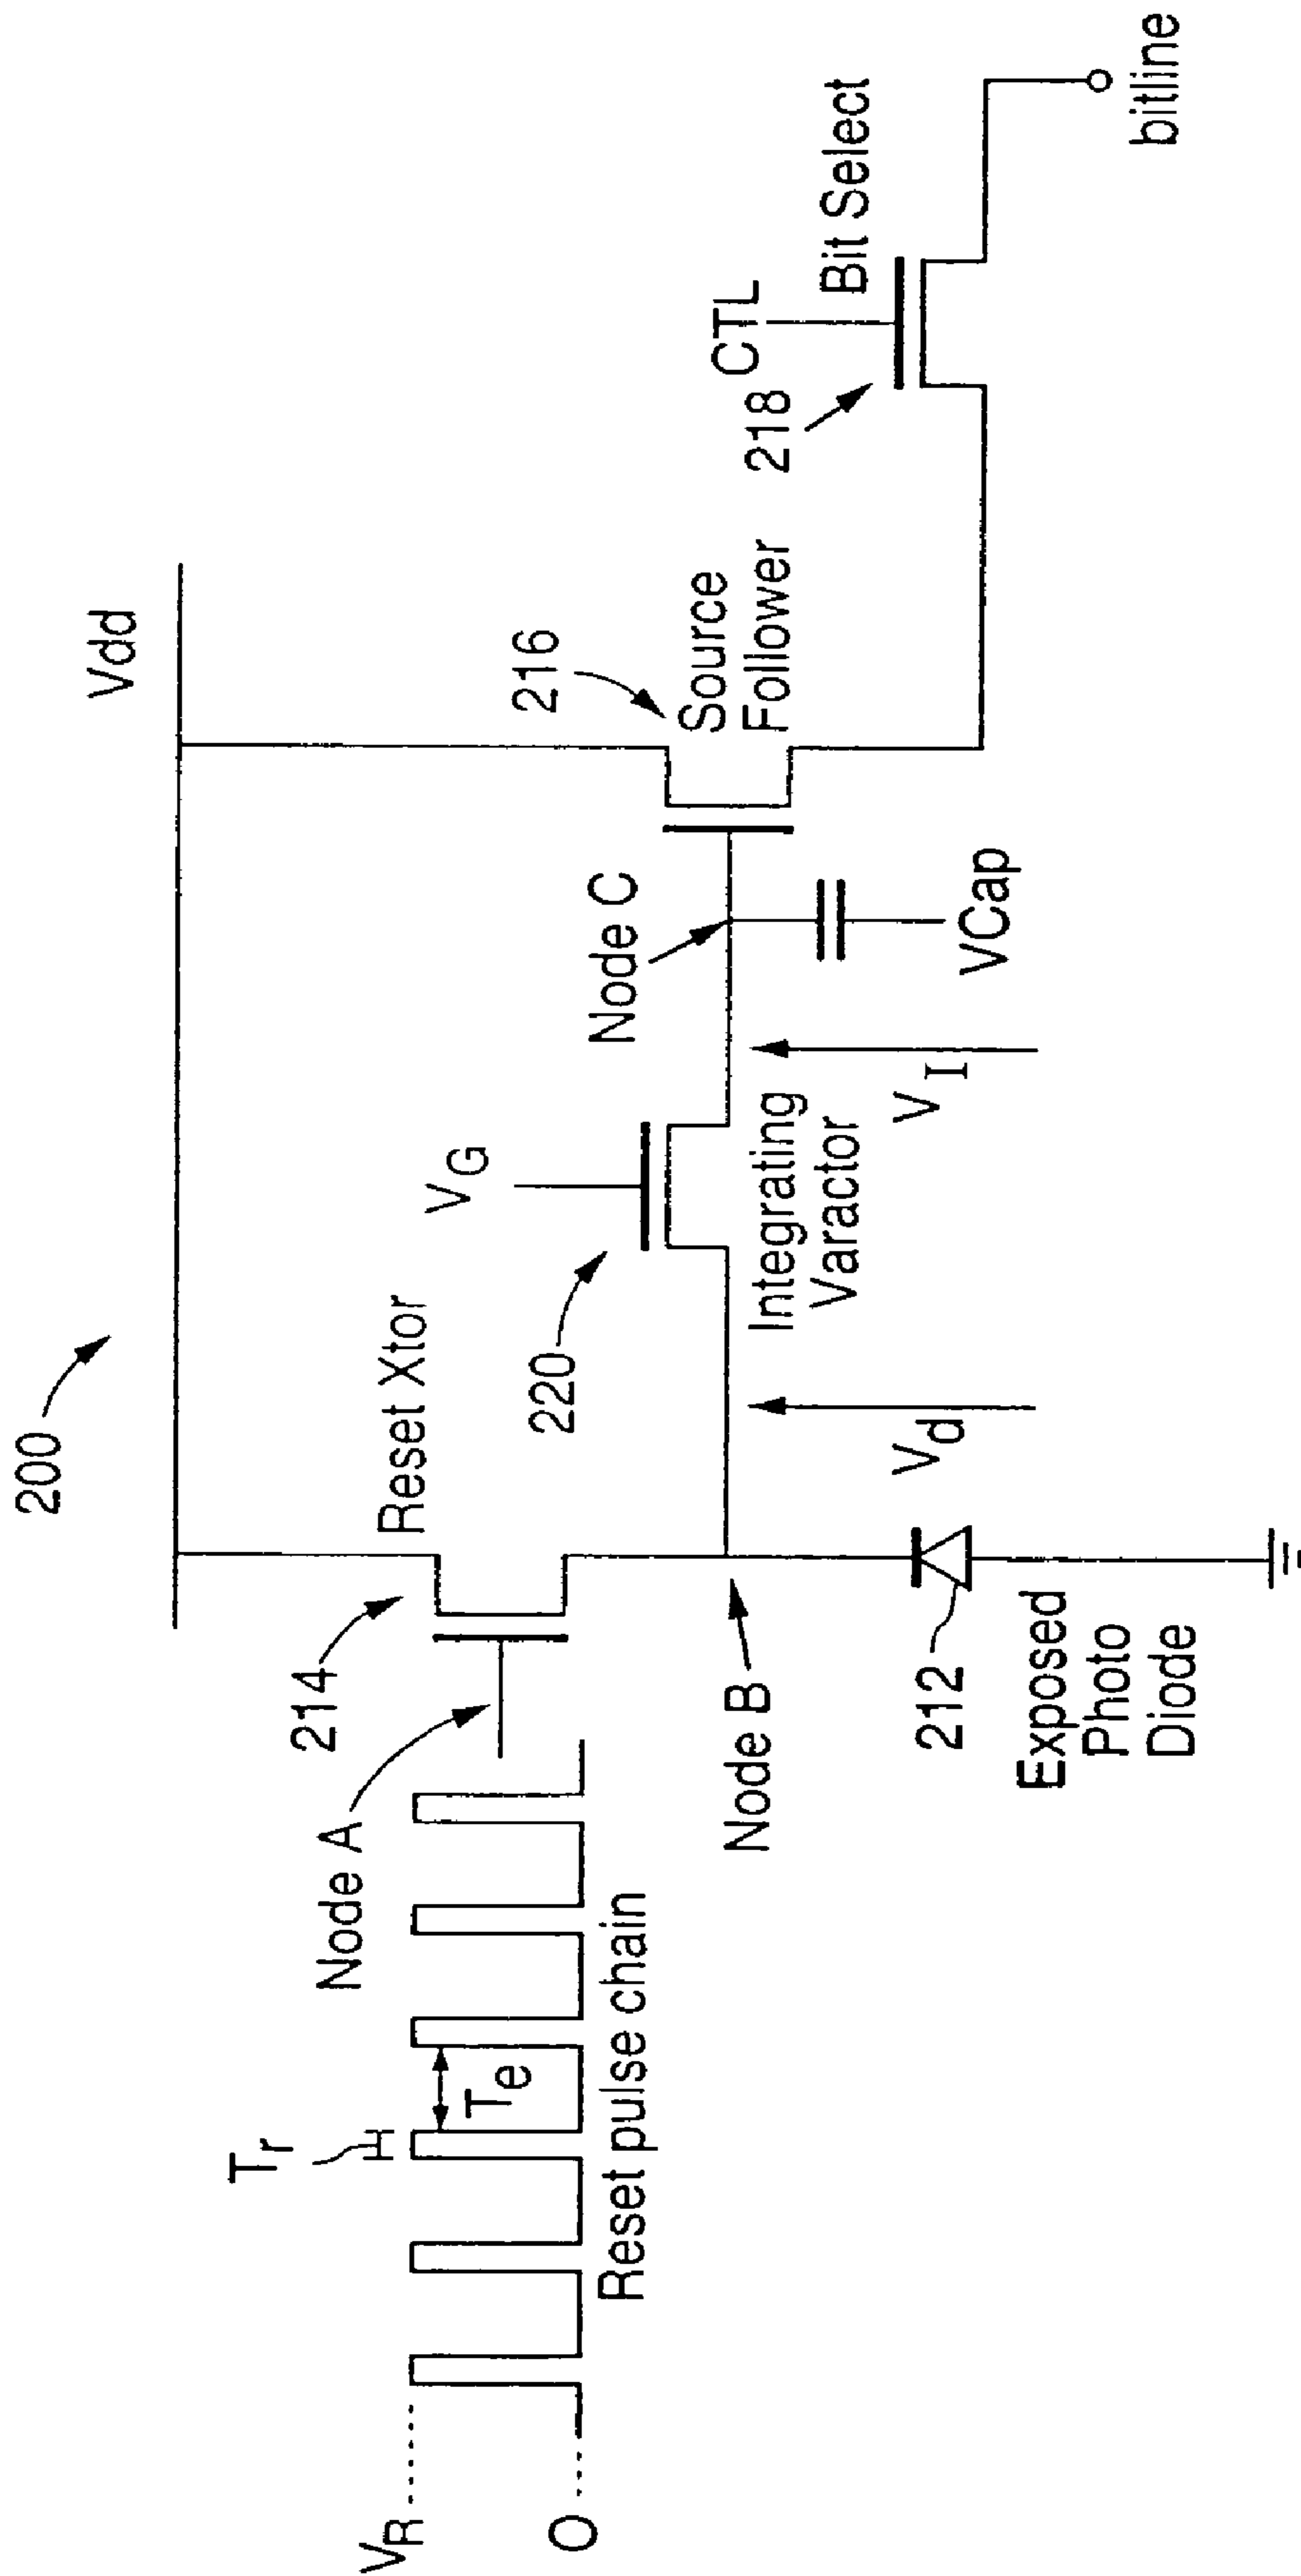 200
Vdd
Reset Xtor
214
Node A
T_r
T_e
V_R
O
Reset pulse chain
Node B
212
Exposed
Photo
Diode
V_d
220
V_G
Integrating
Varactor
V_I
Node C
VCap
216
Source
Follower
218
CTL
Bit Select
bitline